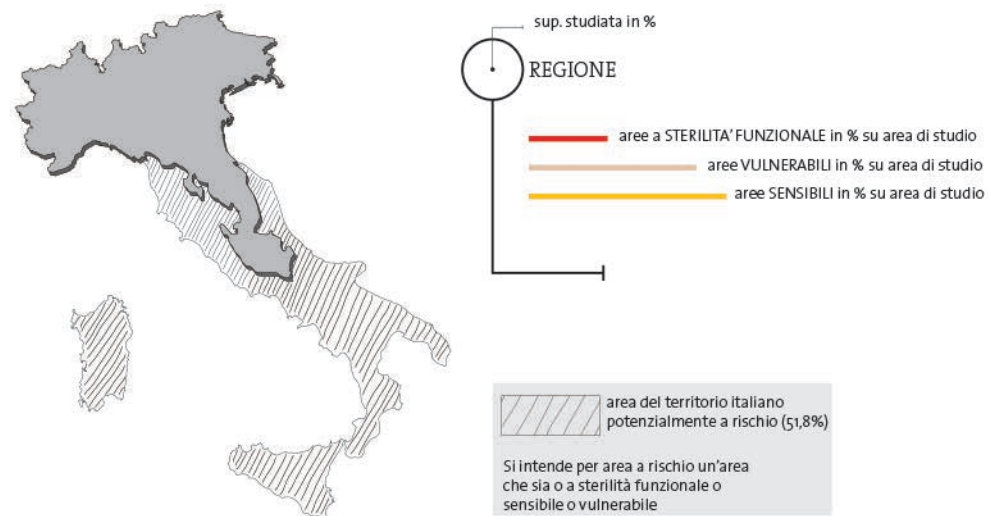 sup. studiata in %
REGIONE
aree a STERILITA' FUNZIONALE in % su area di studio
aree VULNERABILI in % su area di studio
aree SENSIBILI in % su area di studio
area del territorio italiano
potenzialmente a rischio (51,8%)
Si intende per area a rischio un'area
che sia o a sterilità funzionale o
sensibile o vulnerabile